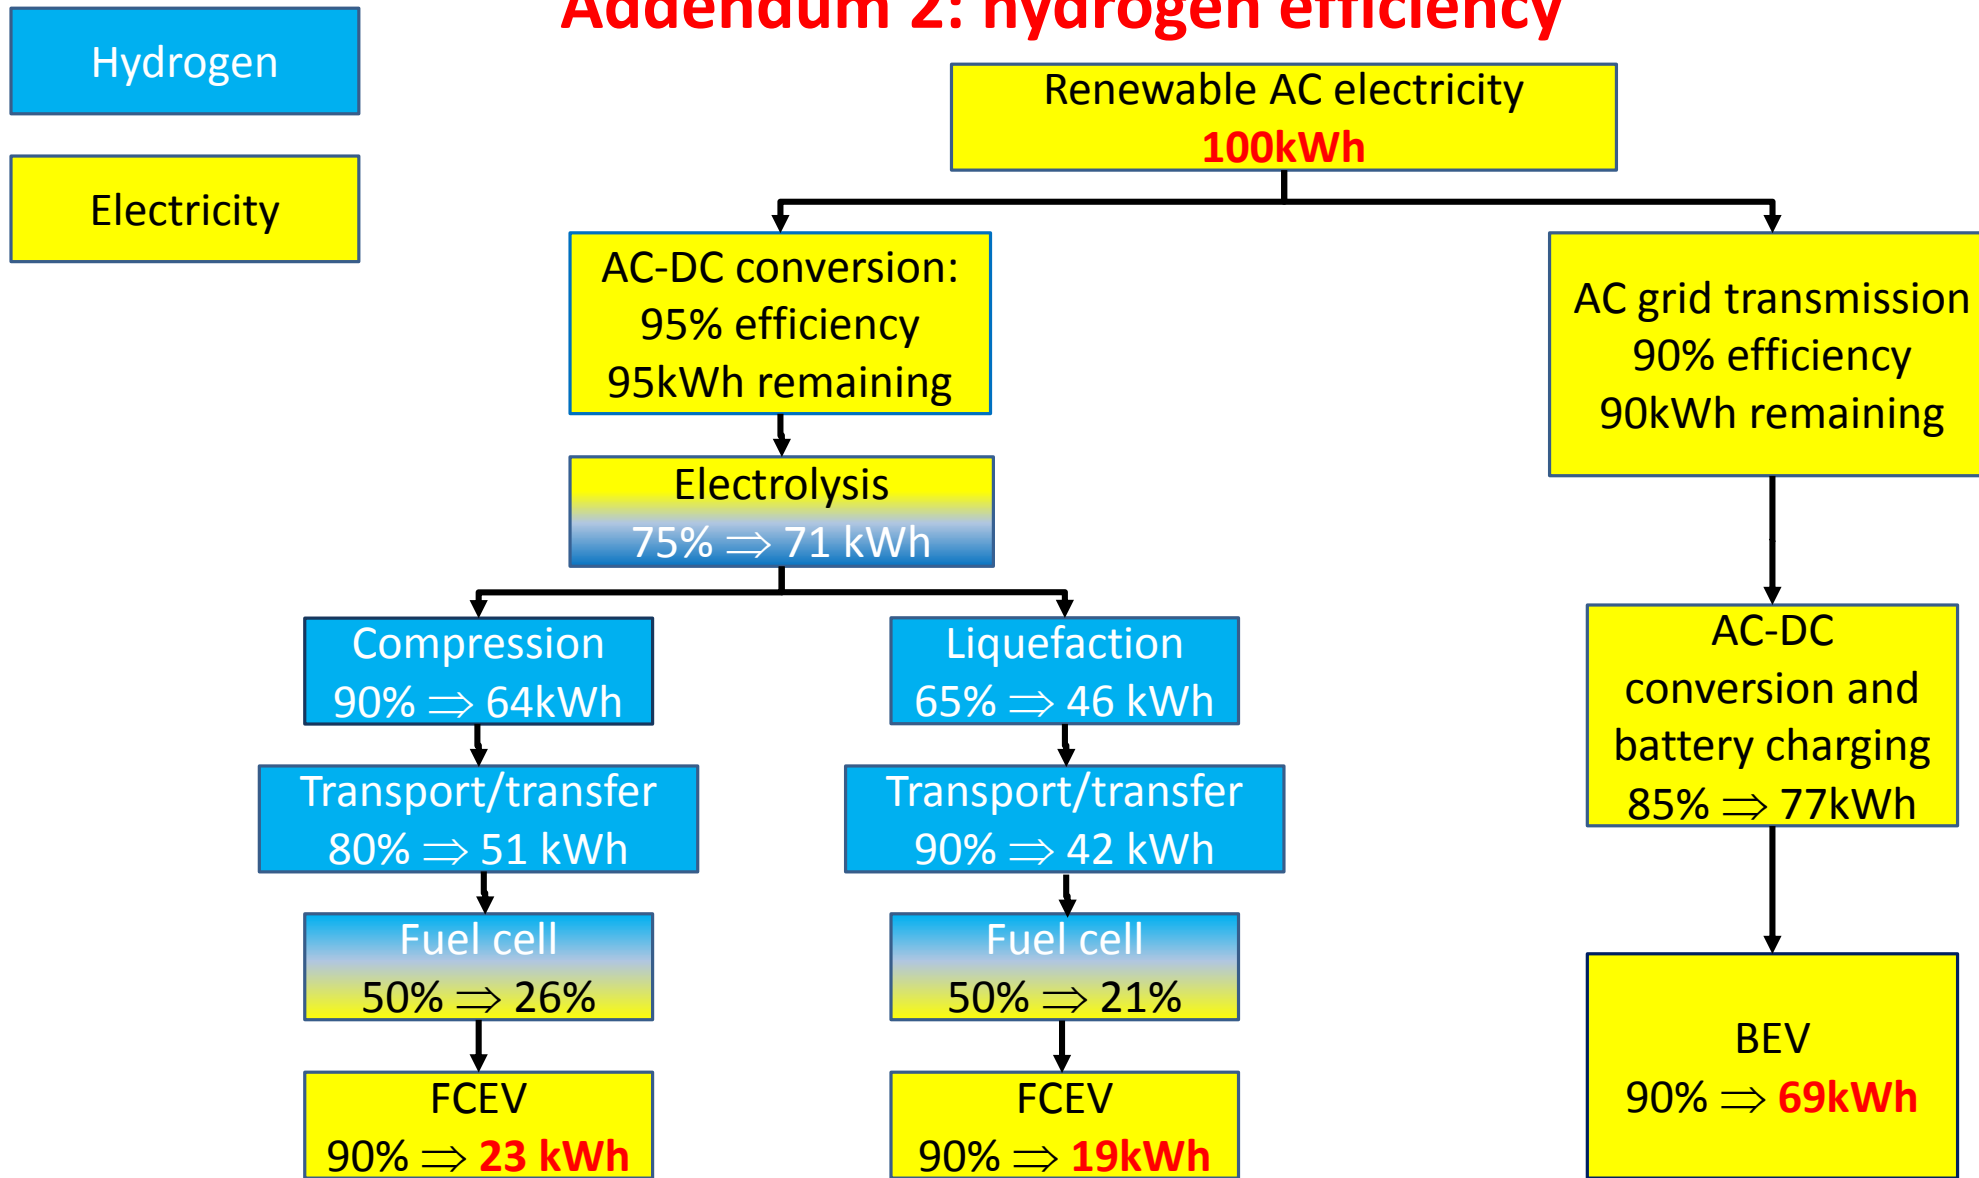 Addendum 2: hydrogen efficiency
Hydrogen
Electricity
Renewable AC electricity
100kWh
AC-DC conversion:
95% efficiency
95kWh remaining
AC grid transmission
90% efficiency
90kWh remaining
Electrolysis
75% ⇒ 71 kWh
Compression
90% ⇒ 64kWh
Liquefaction
65% ⇒ 46 kWh
AC-DC
conversion and
battery charging
85% ⇒ 77kWh
Transport/transfer
80% ⇒ 51 kWh
Transport/transfer
90% ⇒ 42 kWh
Fuel cell
50% ⇒ 26%
Fuel cell
50% ⇒ 21%
BEV
90% ⇒ 69kWh
FCEV
90% ⇒ 23 kWh
FCEV
90% ⇒ 19kWh